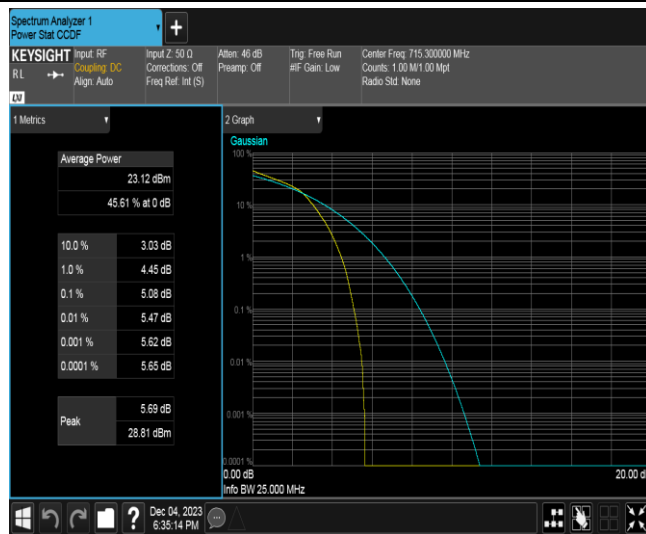 Spectrum Analyzer 1
Power Stat CCDF
KEYSIGHT
RL
LXI
Input: RF
Coupling: DC
Align: Auto
Input Z: 50 Ω
Corrections: Off
Freq Ref: Int (S)
Atten: 46 dB
Preamp: Off
Trig: Free Run
#IF Gain: Low
Center Freq: 715.300000 MHz
Counts: 1.00 M/1.00 Mpt
Radio Std: None
1 Metrics
Average Power
23.12 dBm
45.61 % at 0 dB
10.0 % 3.03 dB
1.0 % 4.45 dB
0.1 % 5.08 dB
0.01 % 5.47 dB
0.001 % 5.62 dB
0.0001 % 5.65 dB
Peak 5.69 dB
28.81 dBm
2 Graph
Gaussian
100 %
10 %
1 %
0.1 %
0.01 %
0.001 %
0.0001 %
0.00 dB
20.00 d
Info BW 25.000 MHz
?
Dec 04, 2023
6:35:14 PM